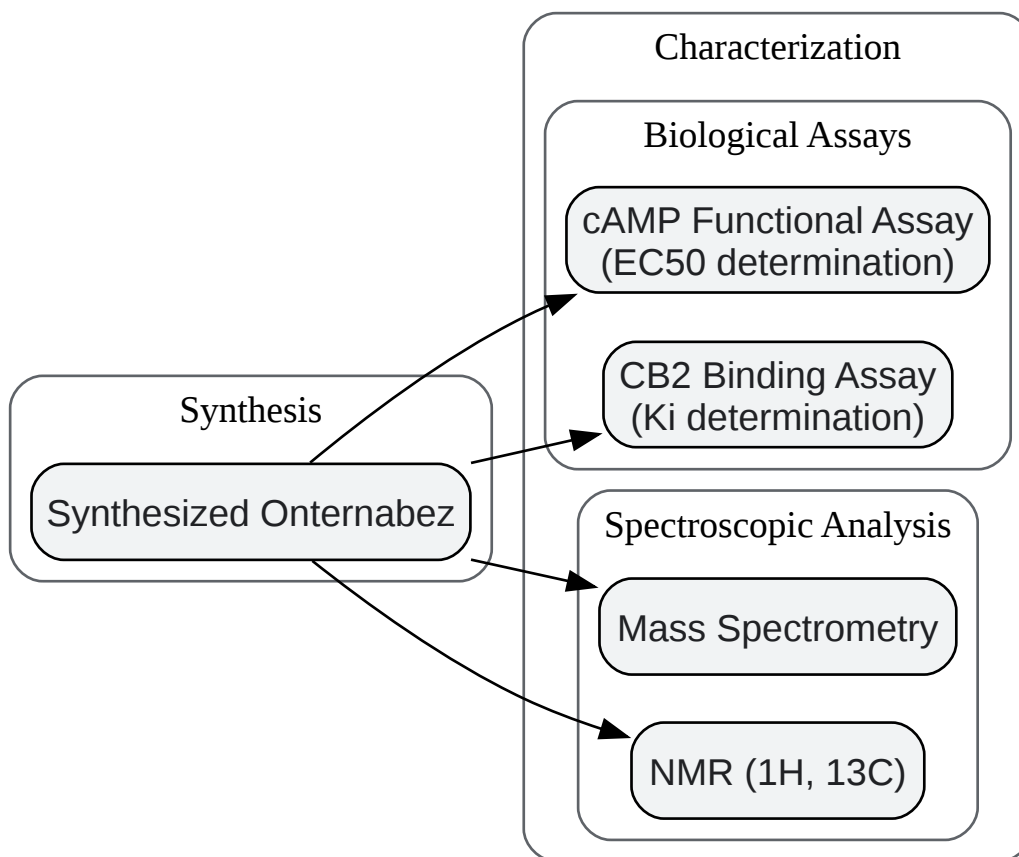 Characterization
Biological Assays
cAMP Functional Assay
(EC50 determination)
CB2 Binding Assay
(Ki determination)
Synthesis
Synthesized Onternabez
Spectroscopic Analysis
Mass Spectrometry
NMR (1H, 13C)